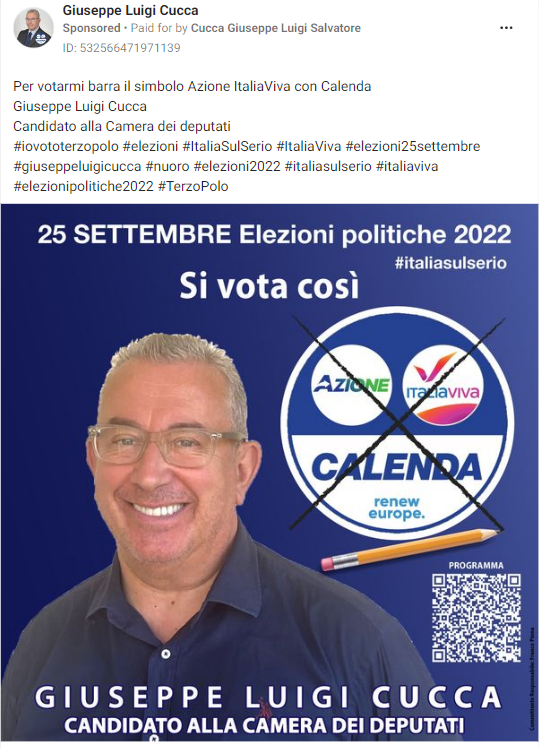 Giuseppe Luigi Cucca
Sponsored • Paid for by Cucca Giuseppe Luigi Salvatore
ID: 532566471971139
Per votarmi barra il simbolo Azione ItaliaViva con Calenda
Giuseppe Luigi Cucca
Candidato alla Camera dei deputati
#iovototerzopolo #elezioni #ItaliaSulSerio #ItaliaViva #elezioni25settembre
#giuseppeluigicucca #nuoro #elezioni2022 #italiasulserio #italiaviva
#elezionipolitiche2022 #TerzoPolo
25 SETTEMBRE Elezioni politiche 2022
#italiasulserio
Si vota così
AZIONE
ITALIAVIVA
CALENDA
renew
europe.
PROGRAMMA
GIUSEPPE LUIGI CUCCA
CANDIDATO ALLA CAMERA DEI DEPUTATI